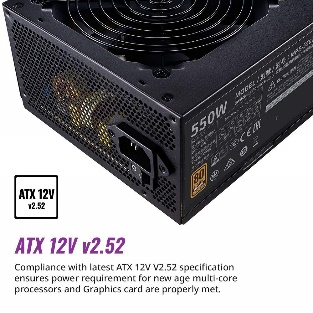 550W
80
ATX 12V
v2.52
ATX 12V v2.52
Compliance with latest ATX 12V V2.52 specification
ensures power requirement for new age multi-core
processors and Graphics card are properly met.